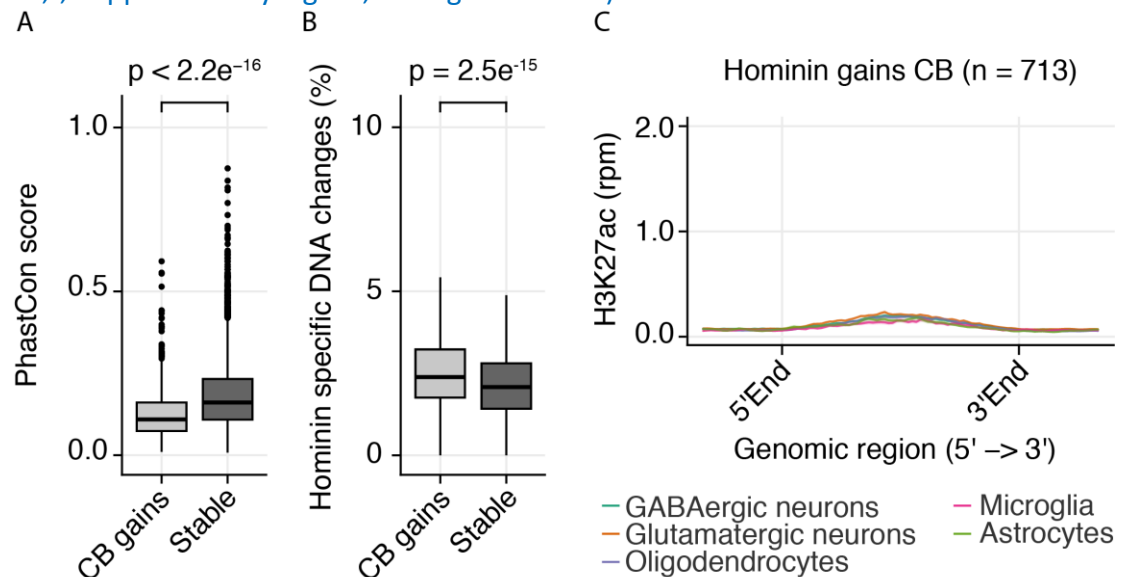 A
B
C
p < 2.2e⁻¹⁶
p = 2.5e⁻¹⁵
Hominin gains CB (n = 713)
PhastCon score
1.0
0.5
0.0
CB gains
Stable
Hominin specific DNA changes (%)
10
5
0
CB gains
Stable
H3K27ac (rpm)
2.0
1.0
0.0
5'End
3'End
Genomic region (5' –> 3')
GABAergic neurons
Glutamatergic neurons
Oligodendrocytes
Microglia
Astrocytes